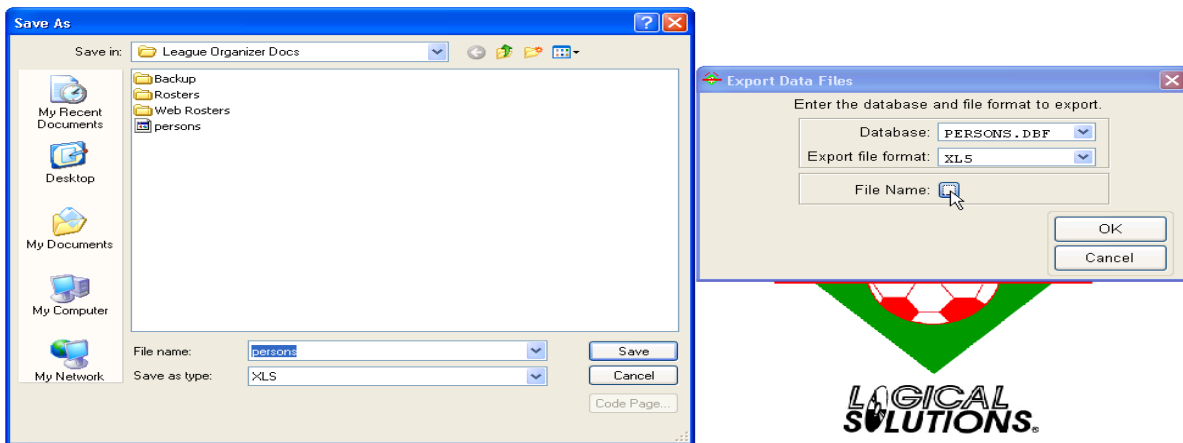 Save As
Save in:
League Organizer Docs
Backup
Rosters
Web Rosters
persons
My Recent
Documents
Desktop
My Documents
My Computer
My Network
File name:
persons
Save
Save as type:
XLS
Cancel
Code Page...
Export Data Files
Enter the database and file format to export.
Database:
PERSONS.DBF
Export file format:
XLS
File Name:
OK
Cancel
LOGICAL
SOLUTIONS®